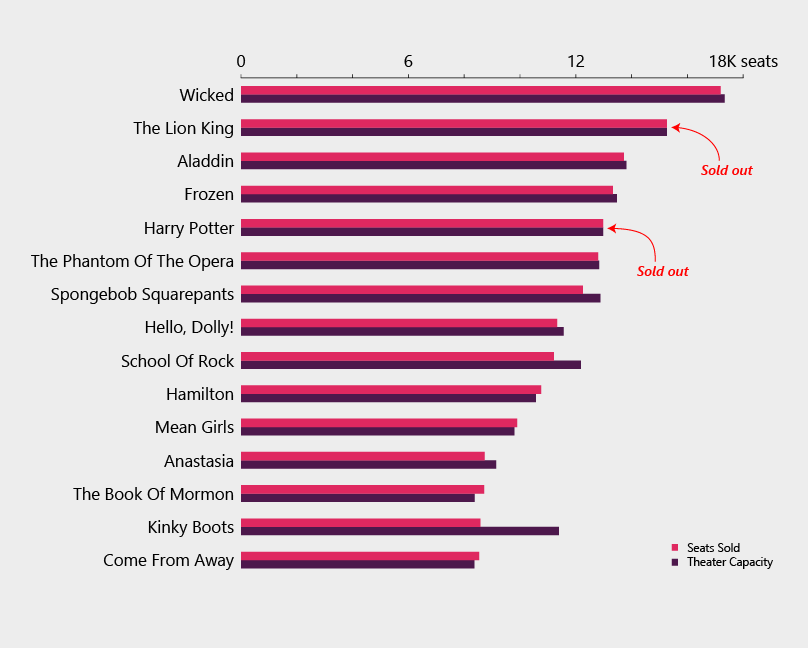 0 6 12 18K seats
Wicked
The Lion King
Aladdin
Sold out
Frozen
Harry Potter
The Phantom Of The Opera
Sold out
Spongebob Squarepants
Hello, Dolly!
School Of Rock
Hamilton
Mean Girls
Anastasia
The Book Of Mormon
Kinky Boots
Seats Sold
Come From Away
Theater Capacity